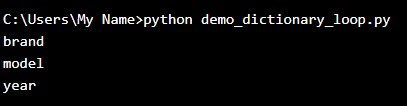 C:\Users\My Name>python demo_dictionary_loop.py
brand
model
year